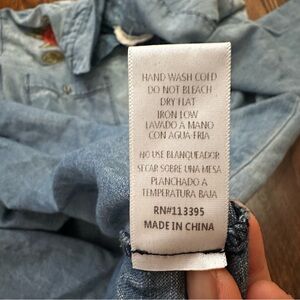 HAND WASH COLD
DO NOT BLEACH
DRY FLAT
IRON LOW
LAVADO A MANO
CON AGUA FRIA
NO USE BLANQUEADOR
SECAR SOBRE UNA MESA
PLANCHADO A
TEMPERATURA BAJA
RN#113395
MADE IN CHINA